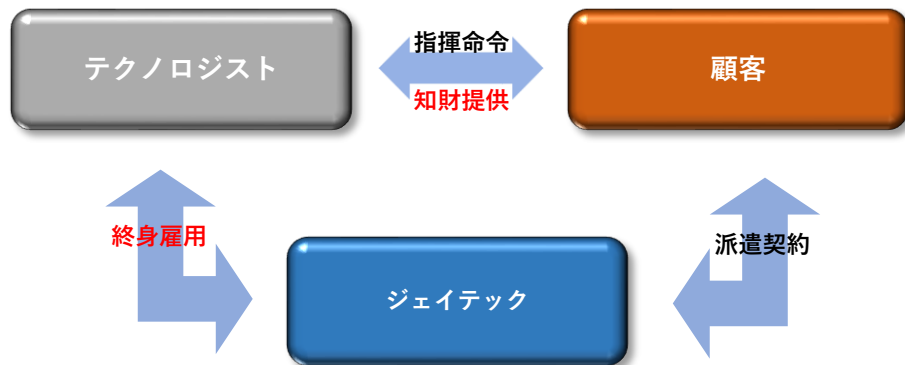 テクノロジスト
指揮命令
知財提供
顧客
終身雇用
派遣契約
ジェイテック